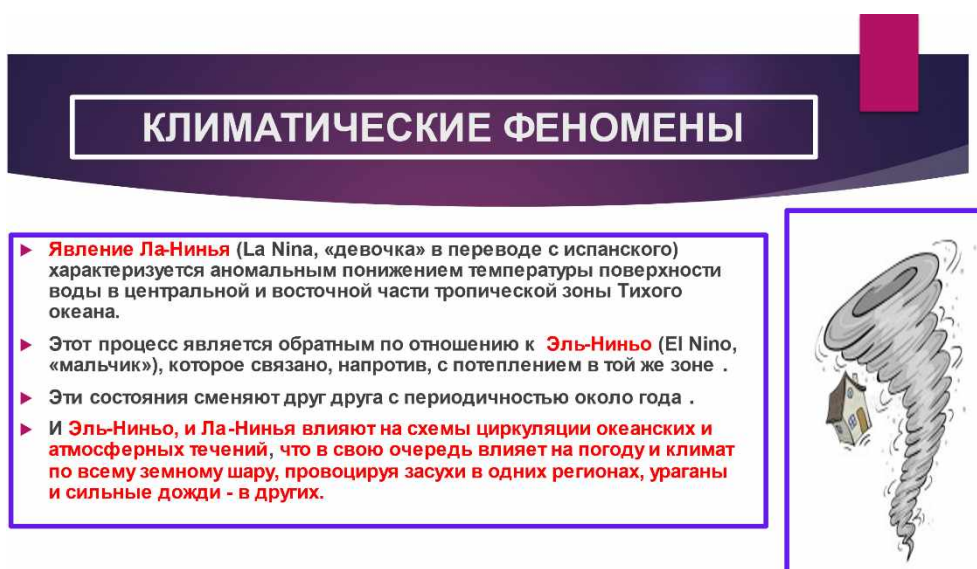 КЛИМАТИЧЕСКИЕ ФЕНОМЕНЫ
Явление Ла-Нинья (La Nina, «девочка» в переводе с испанского)
характеризуется аномальным понижением температуры поверхности
воды в центральной и восточной части тропической зоны Тихого
океана.
Этот процесс является обратным по отношению к Эль-Ниньо (El Nino,
«мальчик»), которое связано, напротив, с потеплением в той же зоне .
Эти состояния сменяют друг друга с периодичностью около года .
И Эль-Ниньо, и Ла-Нинья влияют на схемы циркуляции океанских и
атмосферных течений, что в свою очередь влияет на погоду и климат
по всему земному шару, провоцируя засухи в одних регионах, ураганы
и сильные дожди - в других.